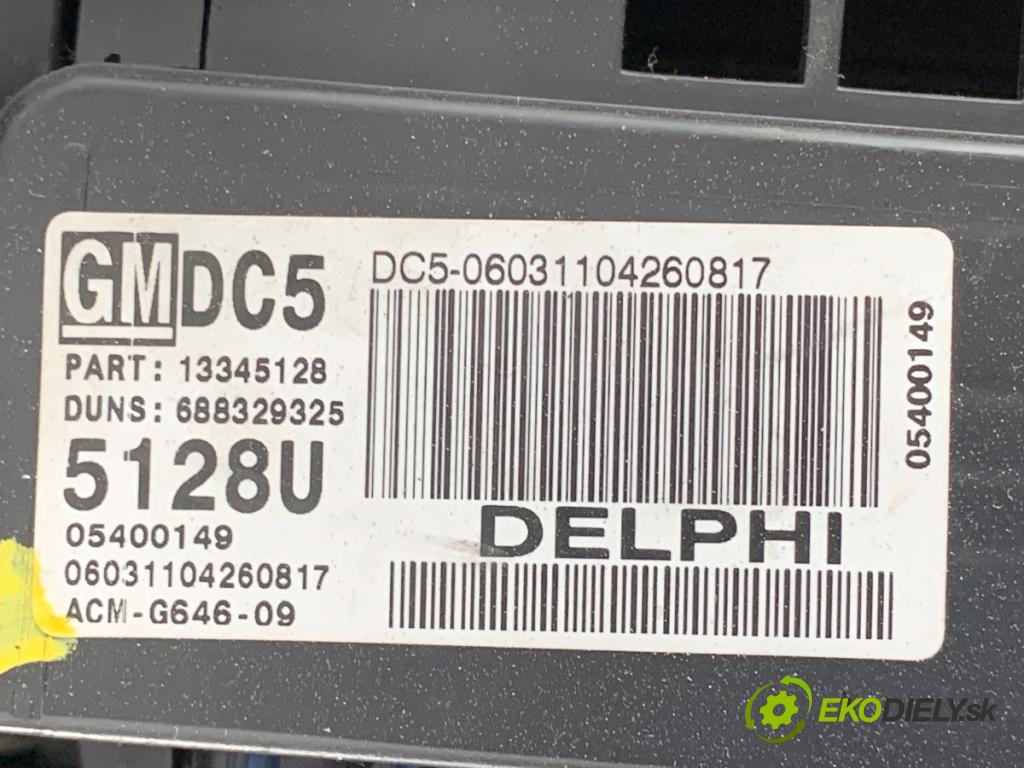 GM DC5
DC5-06031104260817
PART: 13345128
DUNS: 688329325
5128U
05400149
05400149
DELPHI
06031104260817
ACM-G646-09
EKODIELY.sk